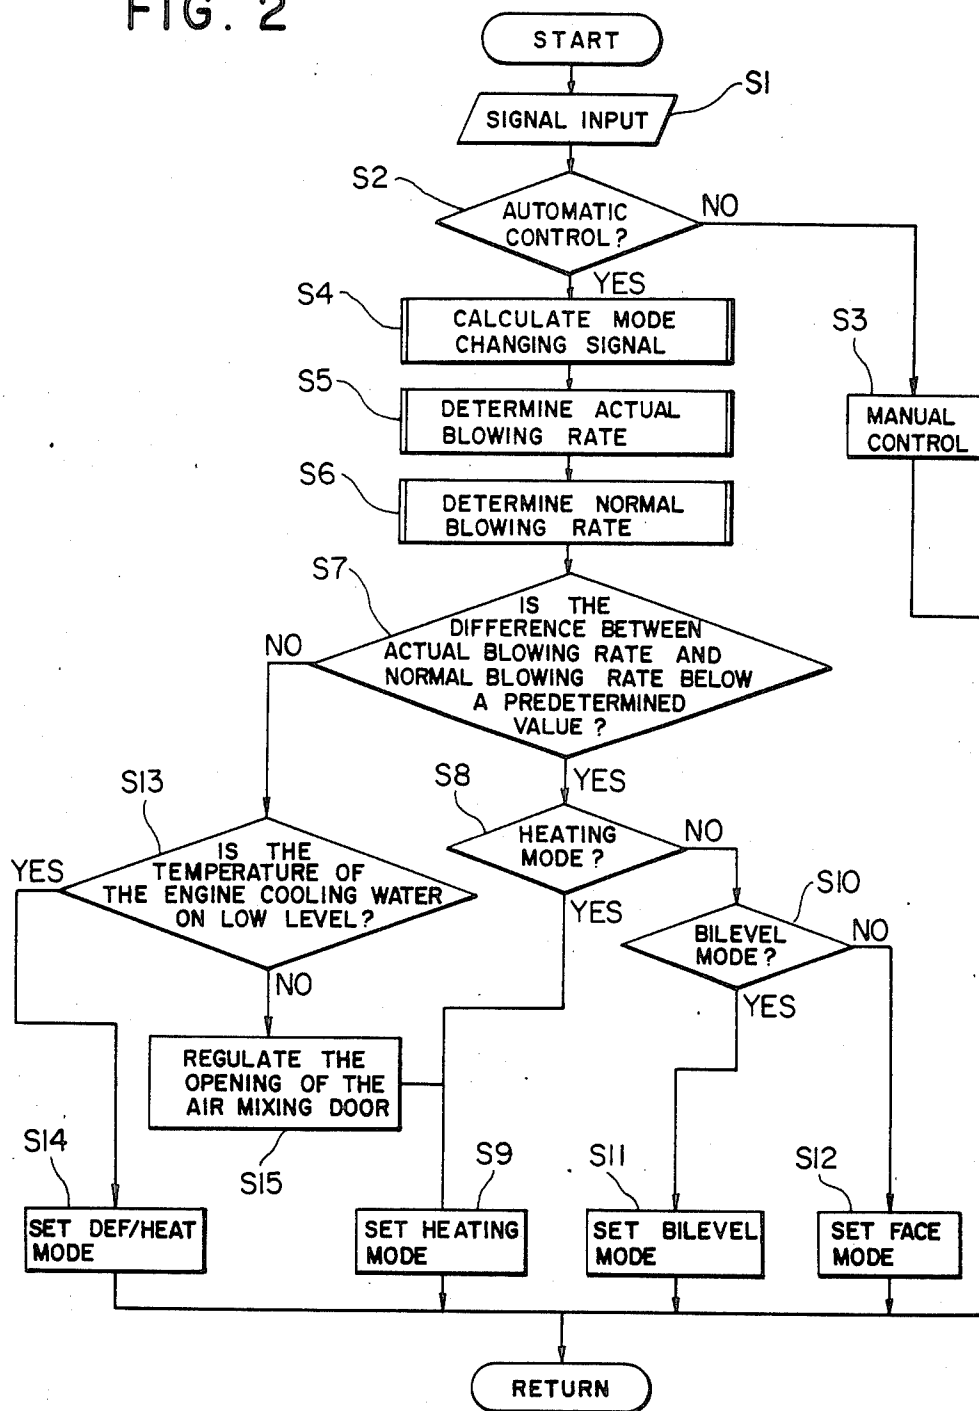 FIG. 2
START
S1
SIGNAL INPUT
S2
AUTOMATIC
CONTROL?
NO
YES
S4
CALCULATE MODE
CHANGING SIGNAL
S3
MANUAL
CONTROL
S5
DETERMINE ACTUAL
BLOWING RATE
S6
DETERMINE NORMAL
BLOWING RATE
S7
IS THE
DIFFERENCE BETWEEN
ACTUAL BLOWING RATE AND
NORMAL BLOWING RATE BELOW
A PREDETERMINED
VALUE?
NO
YES
S13
IS THE
TEMPERATURE OF
THE ENGINE COOLING WATER
ON LOW LEVEL?
YES
NO
S8
HEATING
MODE?
NO
YES
S10
BILEVEL
MODE?
NO
YES
REGULATE THE
OPENING OF THE
AIR MIXING DOOR
S15
S14
SET DEF/HEAT
MODE
S9
SET HEATING
MODE
S11
SET BILEVEL
MODE
S12
SET FACE
MODE
RETURN